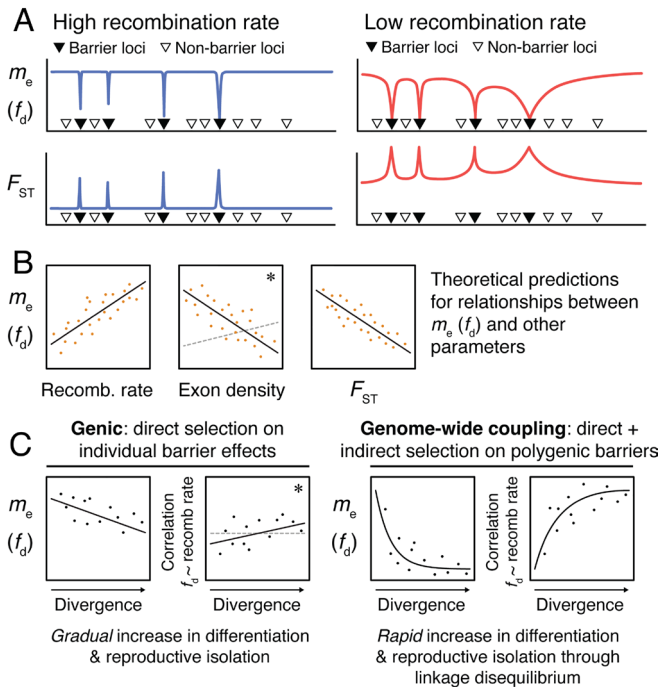 A
High recombination rate
Low recombination rate
▼ Barrier loci ▽ Non-barrier loci
▼ Barrier loci ▽ Non-barrier loci
me
(fd)
FST
B
me
(fd)
*
Recomb. rate
Exon density
FST
Theoretical predictions
for relationships between
me (fd) and other
parameters
C
Genic: direct selection on
individual barrier effects
Genome-wide coupling: direct +
indirect selection on polygenic barriers
me
(fd)
Divergence
Correlation
fd ~ recomb rate
*
Divergence
me
(fd)
Divergence
Correlation
fd ~ recomb rate
Divergence
Gradual increase in differentiation
& reproductive isolation
Rapid increase in differentiation
& reproductive isolation through
linkage disequilibrium